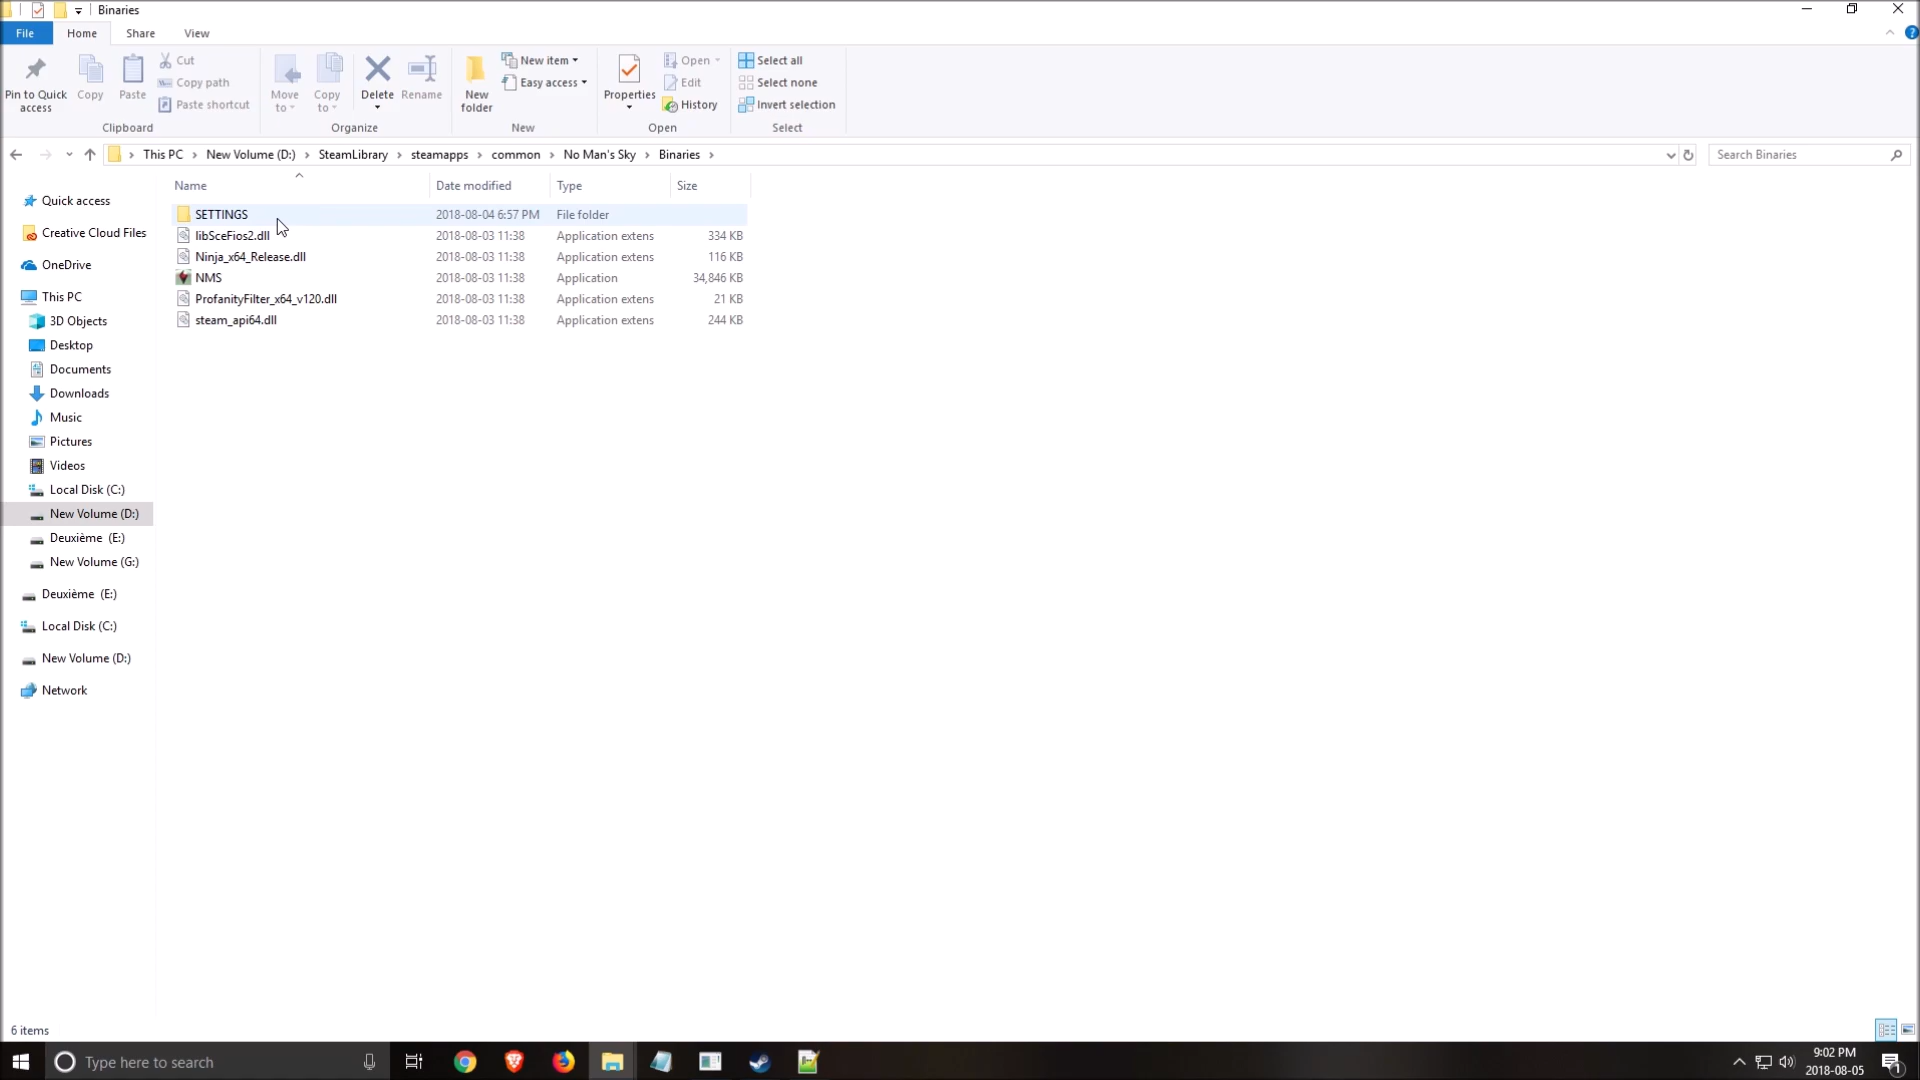 Binaries
File Home Share View
Cut
Copy path
Paste shortcut
Pin to Quick access
Copy
Paste
Clipboard
Move to
Copy to
Delete
Rename
Organize
New folder
New item
Easy access
New
Properties
Open
Edit
History
Open
Select all
Select none
Invert selection
Select
This PC New Volume (D:) SteamLibrary steamapps common No Man's Sky Binaries
Search Binaries
Name Date modified Type Size
SETTINGS 2018-08-04 6:57 PM File folder
libSceFios2.dll 2018-08-03 11:38 Application extens 334 KB
Ninja_x64_Release.dll 2018-08-03 11:38 Application extens 116 KB
NMS 2018-08-03 11:38 Application 34,846 KB
ProfanityFilter_x64_v120.dll 2018-08-03 11:38 Application extens 21 KB
steam_api64.dll 2018-08-03 11:38 Application extens 244 KB
Quick access
Creative Cloud Files
OneDrive
This PC
3D Objects
Desktop
Documents
Downloads
Music
Pictures
Videos
Local Disk (C:)
New Volume (D:)
Deuxième (E:)
New Volume (G:)
Deuxième (E:)
Local Disk (C:)
New Volume (D:)
Network
6 items
Type here to search
9:02 PM
2018-08-05
1